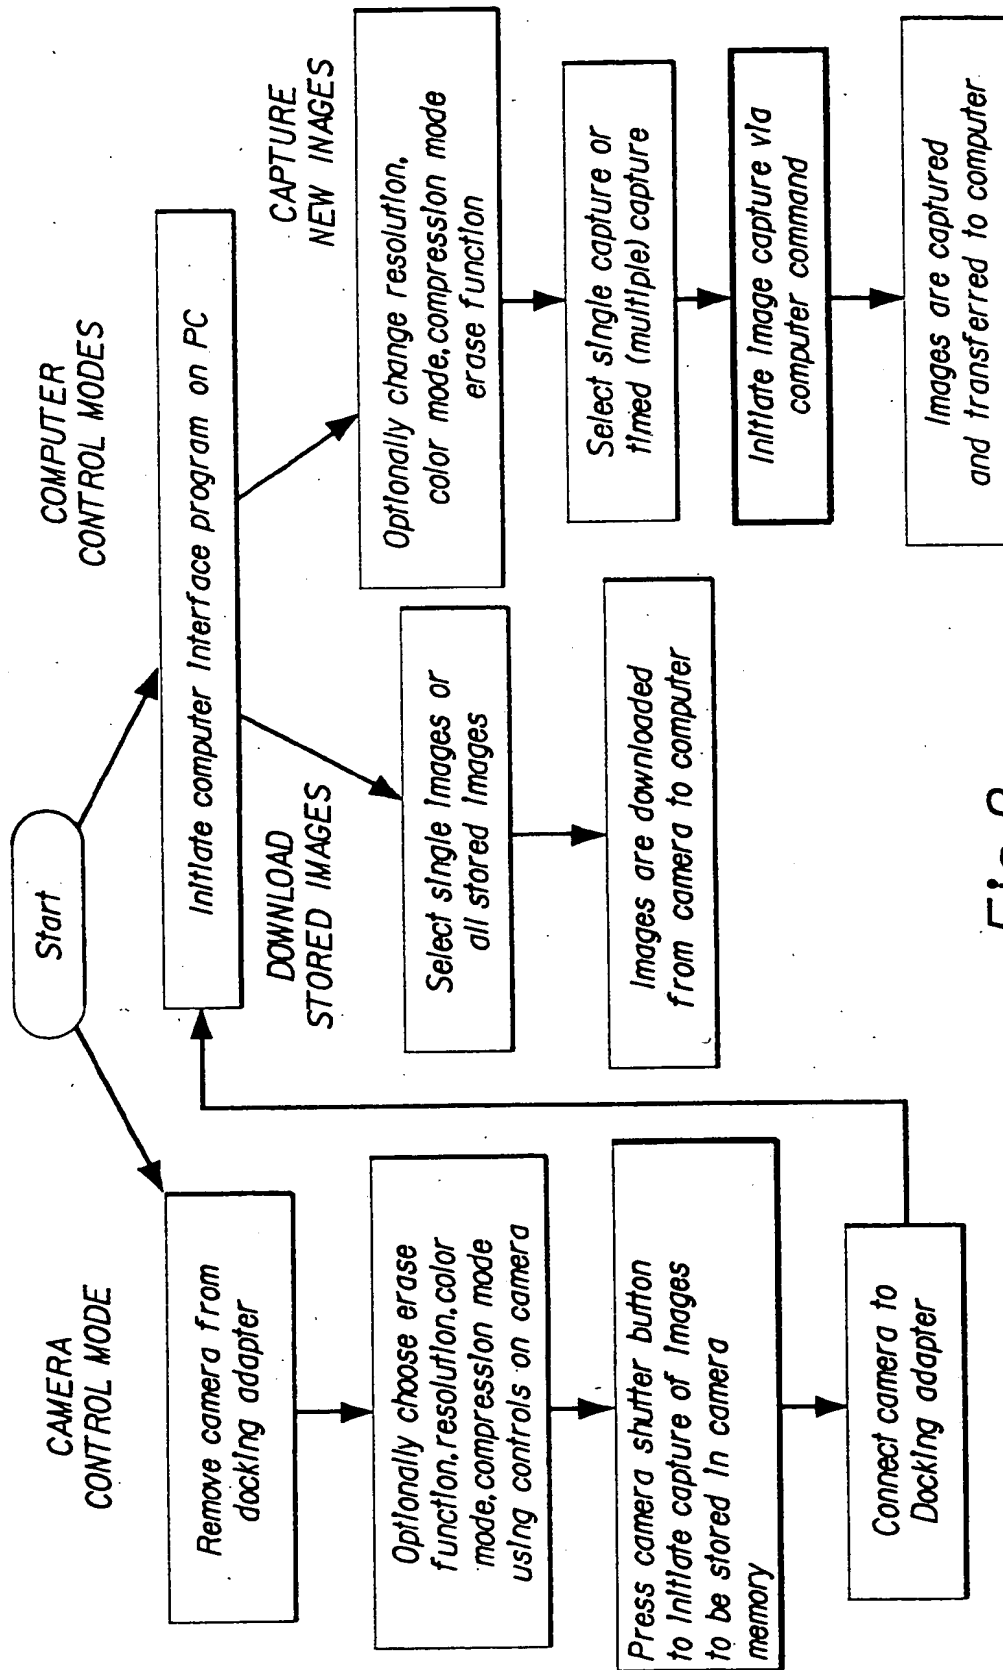 Start
CAMERA
CONTROL MODE
Remove camera from
docking adapter
Optionally choose erase
function,resolution,color
mode,compression mode
using controls on camera
Press camera shutter button
to initiate capture of images
to be stored in camera
memory
Connect camera to
Docking adapter
COMPUTER
CONTROL MODES
Initiate computer interface program on PC
DOWNLOAD
STORED IMAGES
Select single images or
all stored images
Images are downloaded
from camera to computer
CAPTURE
NEW INAGES
Optionally change resolution,
color mode,compression mode
erase function
Select single capture or
timed (multiple) capture
Initiate image capture via
computer command
Images are captured
and transferred to computer